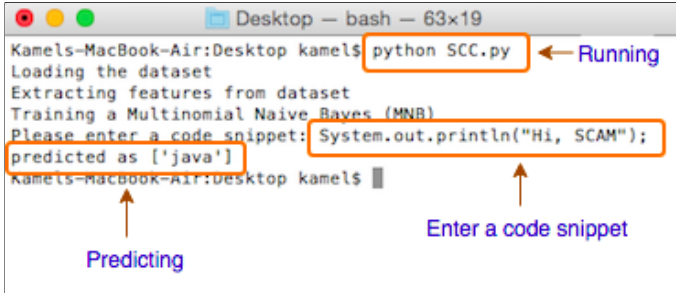 Desktop — bash — 63×19
Kamels-MacBook-Air:Desktop kamel$ python SCC.py
Running
Loading the dataset
Extracting features from dataset
Training a Multinomial Naive Bayes (MNB)
Please enter a code snippet: System.out.println("Hi, SCAM");
predicted as ['java']
Kamels-MacBook-Air:Desktop kamel$
Enter a code snippet
Predicting